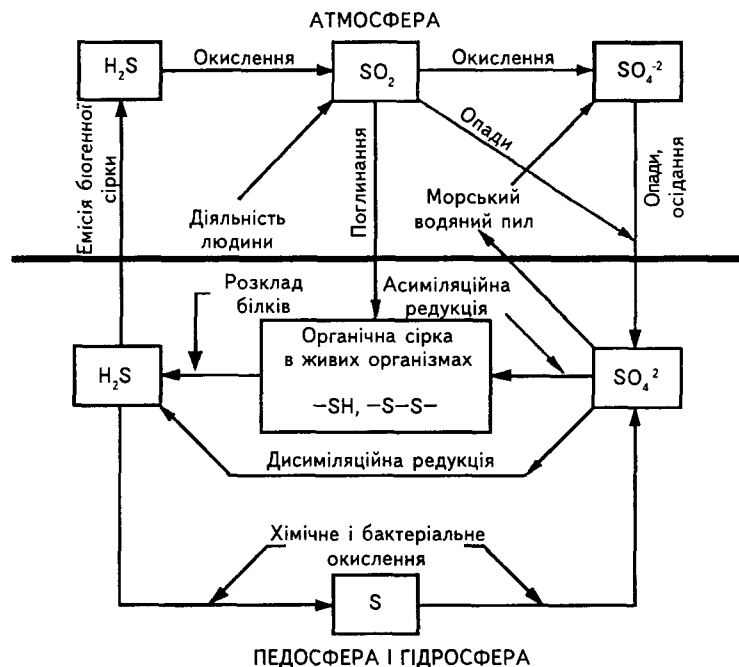 АТМОСФЕРА
H₂S
Окислення
SO₂
Окислення
SO₄⁻²
Емісія біогенної
сірки
Діяльність
людини
Поглинання
Опади
Морський
водяний пил
Опади,
осідання
Розклад
білків
Асиміляційна
редукція
Органічна сірка
в живих організмах
—SH, —S—S—
H₂S
SO₄²
Дисиміляційна редукція
Хімічне і бактеріальне
окислення
S
ПЕДОСФЕРА І ГІДРОСФЕРА